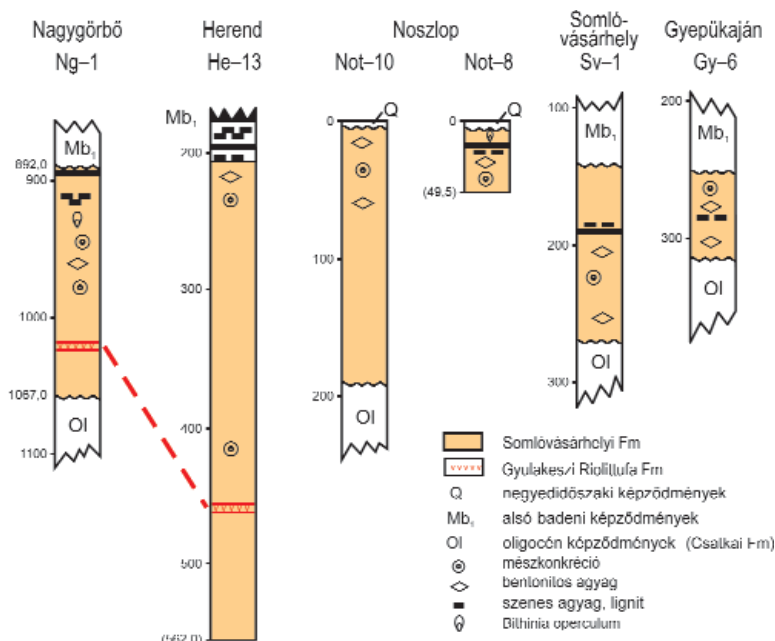 Nagygörbő
Ng–1
Herend
He–13
Noszlop
Not–10
Not–8
Somló-
vásárhely
Sv–1
Gyepükaján
Gy–6
Mb1
892,0
900
1000
1067,0
Ol
1100
Mb1
200
300
400
500
(562,0)
Q
0
100
200
Ol
Q
0
(49,5)
100
Mb1
200
Ol
300
200
Mb1
300
Ol
Somlóvásárhelyi Fm
Gyulakeszi Riolittufa Fm
Q negyedidőszaki képződmények
Mb1 alsó badeni képződmények
Ol oligocén képződmények (Csatkai Fm)
mészkonkréció
bentonitos agyag
szenes agyag, lignit
Bithinia operculum